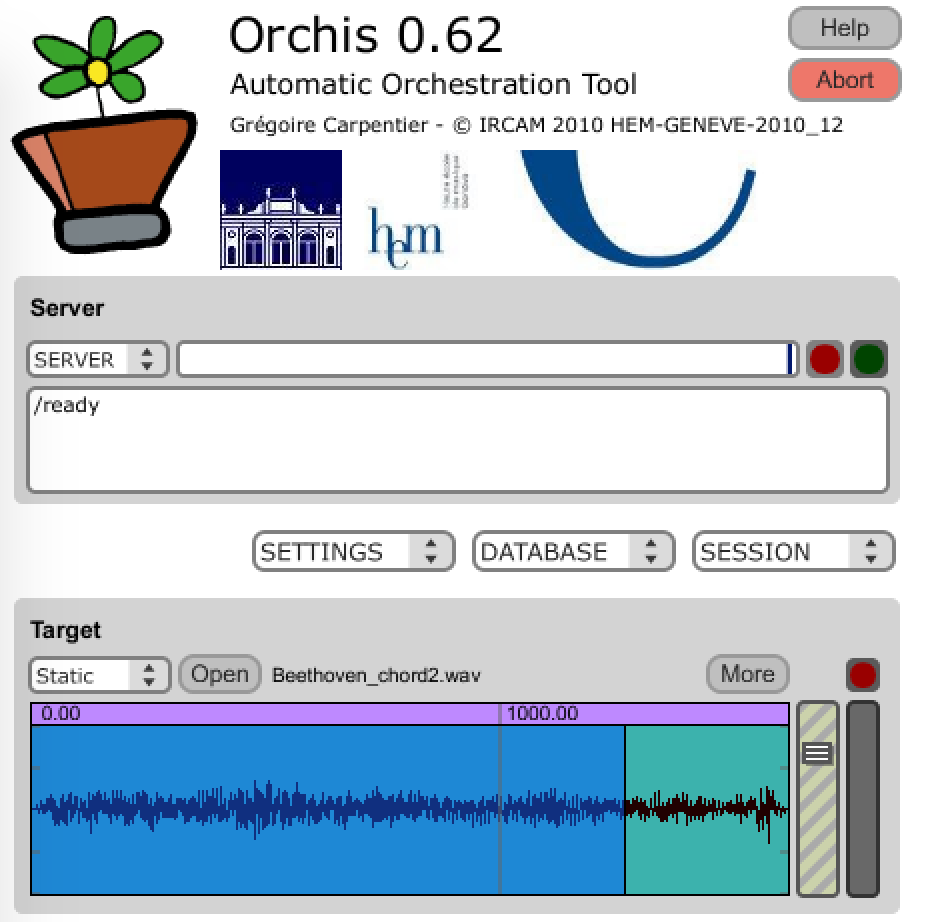 Orchis 0.62
Help
Automatic Orchestration Tool
Abort
Grégoire Carpentier - © IRCAM 2010 HEM-GENEVE-2010_12
hem
Server
SERVER
/ready
SETTINGS DATABASE SESSION
Target
Static Open Beethoven_chord2.wav More
0.00 1000.00